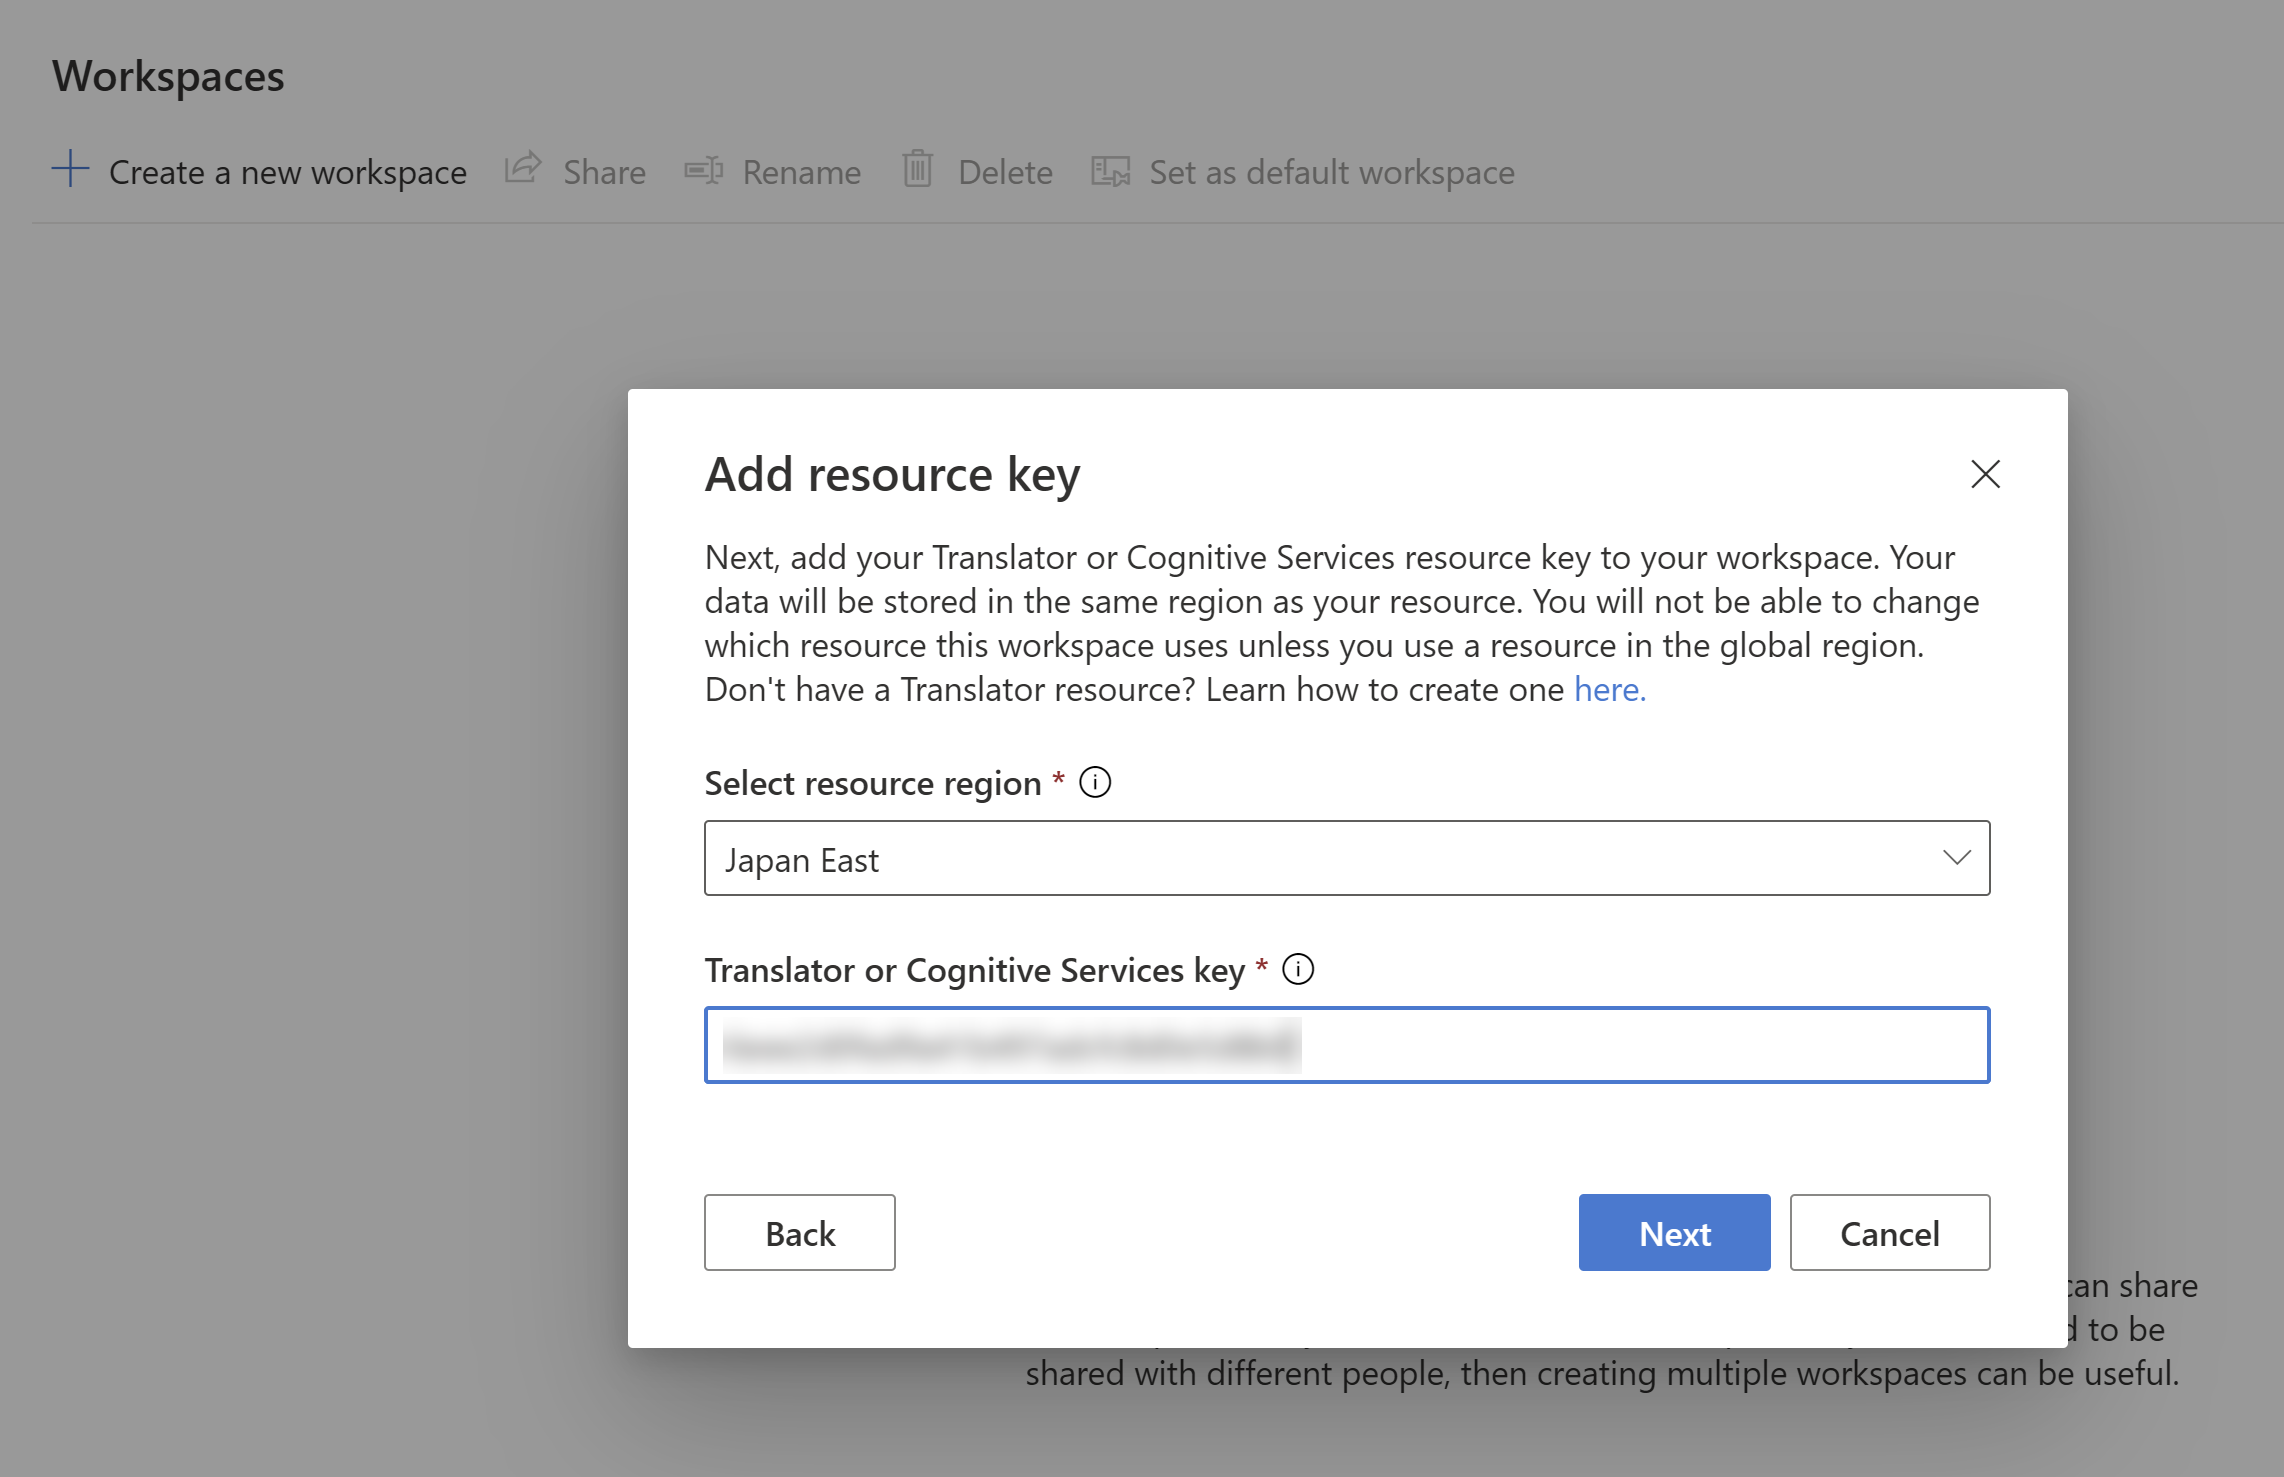 Workspaces
Create a new workspace Share Rename Delete Set as default workspace
Add resource key
Next, add your Translator or Cognitive Services resource key to your workspace. Your
data will be stored in the same region as your resource. You will not be able to change
which resource this workspace uses unless you use a resource in the global region.
Don't have a Translator resource? Learn how to create one here.
Select resource region *
Japan East
Translator or Cognitive Services key *
Back Next Cancel
can share
to be
shared with different people, then creating multiple workspaces can be useful.